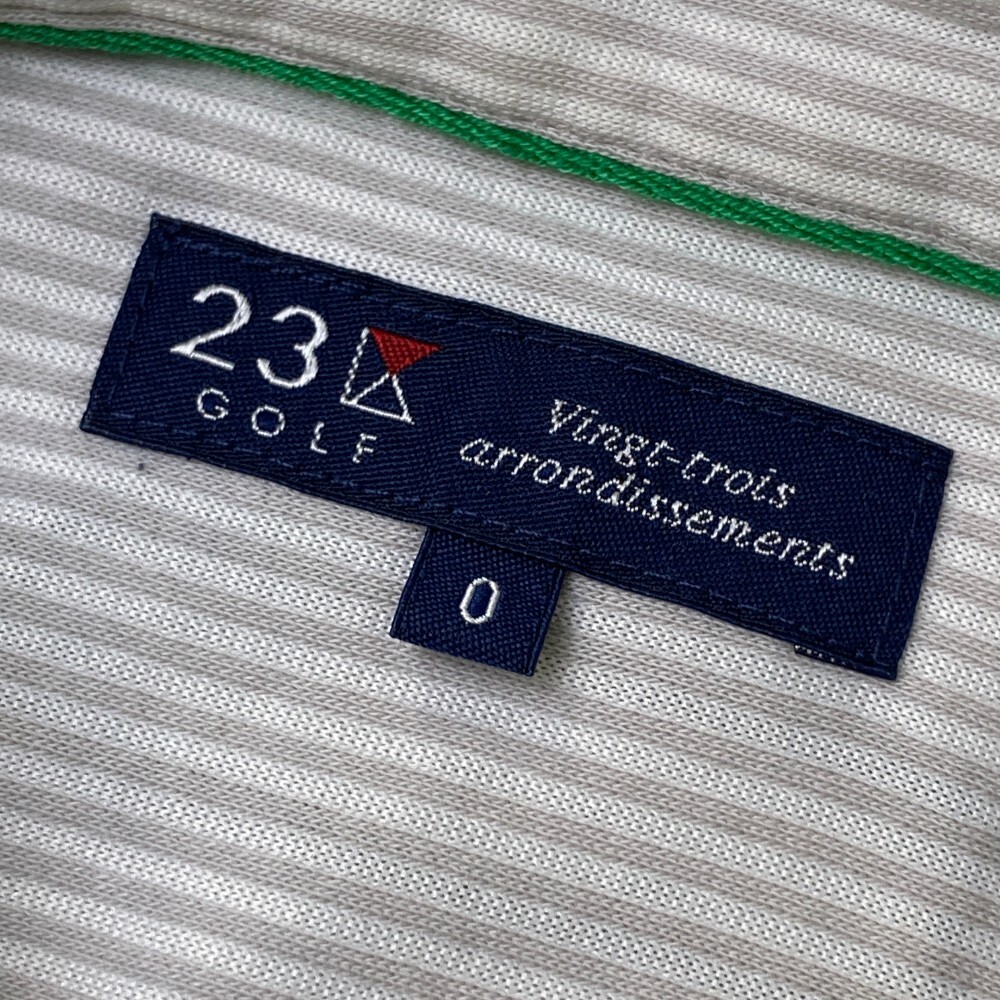 23
GOLF
Vingt-trois
arrondissements
0